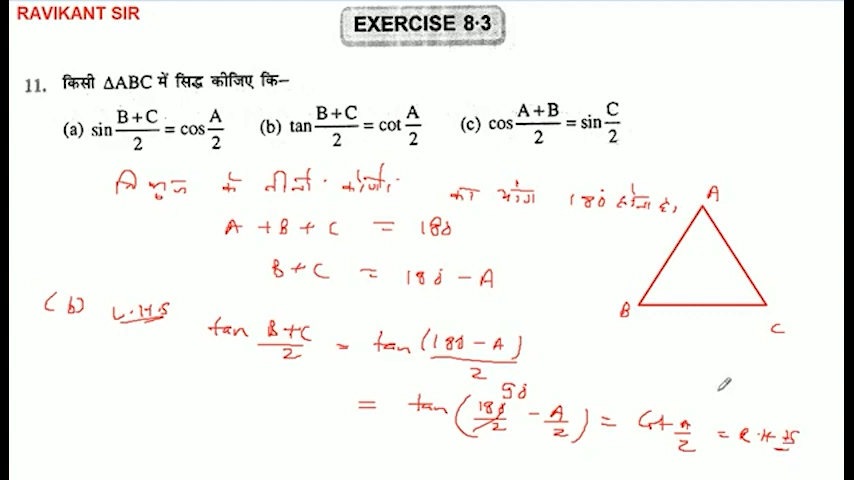 RAVIKANT SIR
EXERCISE 8·3
11. किसी ΔABC में सिद्ध कीजिए कि–
(a) sin (B+C)/2 = cos A/2 (b) tan (B+C)/2 = cot A/2 (c) cos (A+B)/2 = sin C/2
त्रिभुज के तीनों कोणों का योग 180° होता है,
A + B + C = 180°
B + C = 180° - A
(b) L.H.S
tan (B+C)/2 = tan (180° - A)/2
= tan (180°/2 - A/2) = Cot A/2 = R.H.S
90°
A
B
C